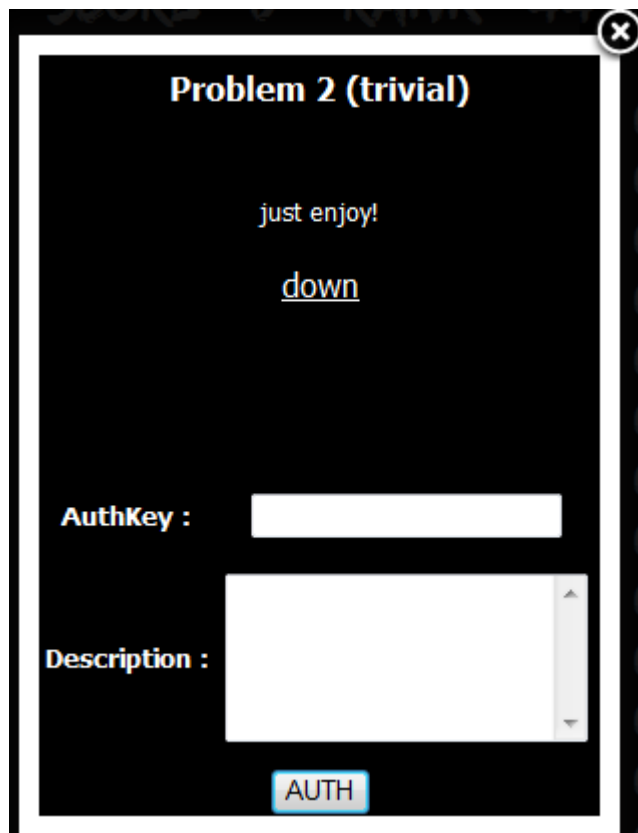 Problem 2 (trivial)
just enjoy!
down
AuthKey :
Description :
AUTH